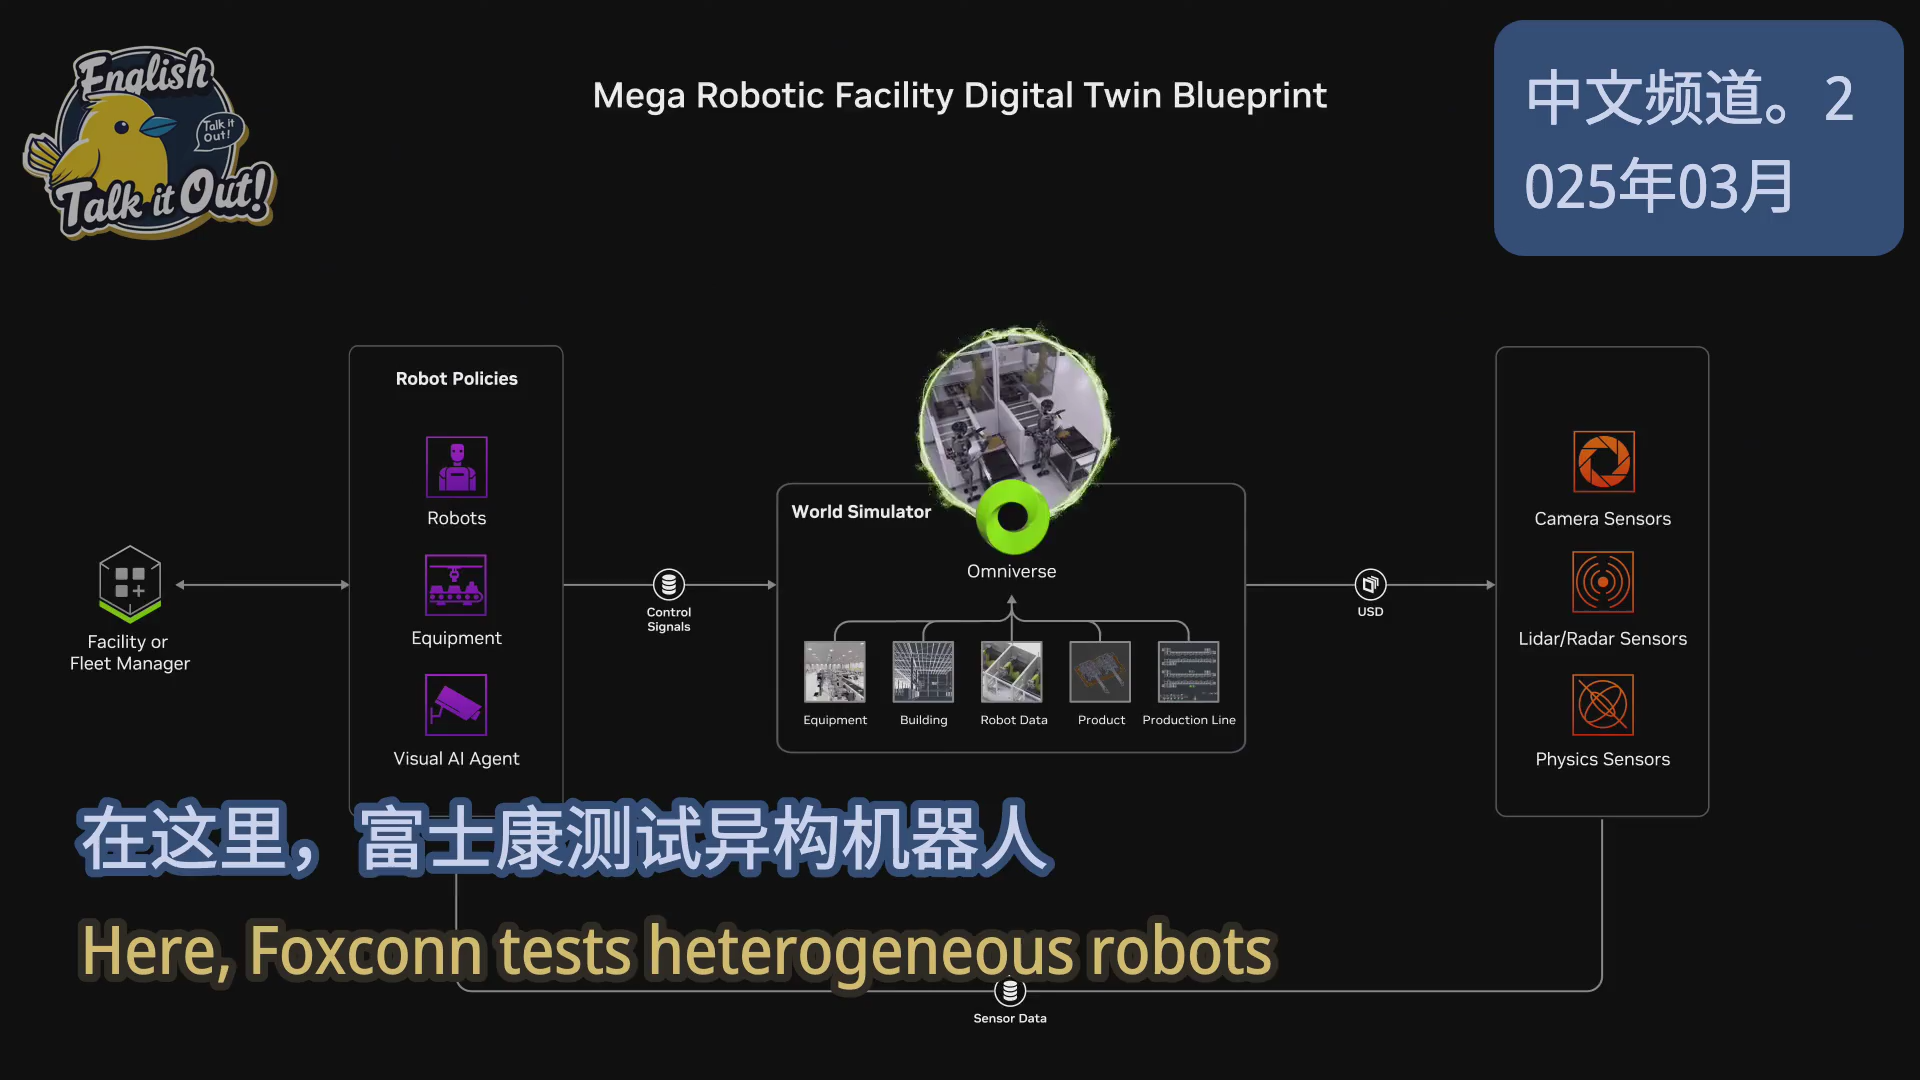 English
Talk it
Out!
Talk it Out!
Mega Robotic Facility Digital Twin Blueprint
中文频道。2
025年03月
Facility or
Fleet Manager
Robot Policies
Robots
Equipment
Visual AI Agent
Control
Signals
World Simulator
Omniverse
Equipment
Building
Robot Data
Product
Production Line
USD
Camera Sensors
Lidar/Radar Sensors
Physics Sensors
在这里，富士康测试异构机器人
Here, Foxconn tests heterogeneous robots
Sensor Data